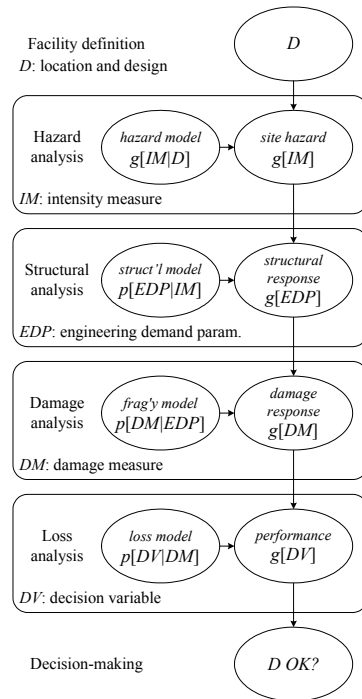 Facility definition
D: location and design
D
Hazard
analysis
hazard model
g[IM|D]
site hazard
g[IM]
IM: intensity measure
Structural
analysis
struct'l model
p[EDP|IM]
structural
response
g[EDP]
EDP: engineering demand param.
Damage
analysis
frag'y model
p[DM|EDP]
damage
response
g[DM]
DM: damage measure
Loss
analysis
loss model
p[DV|DM]
performance
g[DV]
DV: decision variable
Decision-making
D OK?